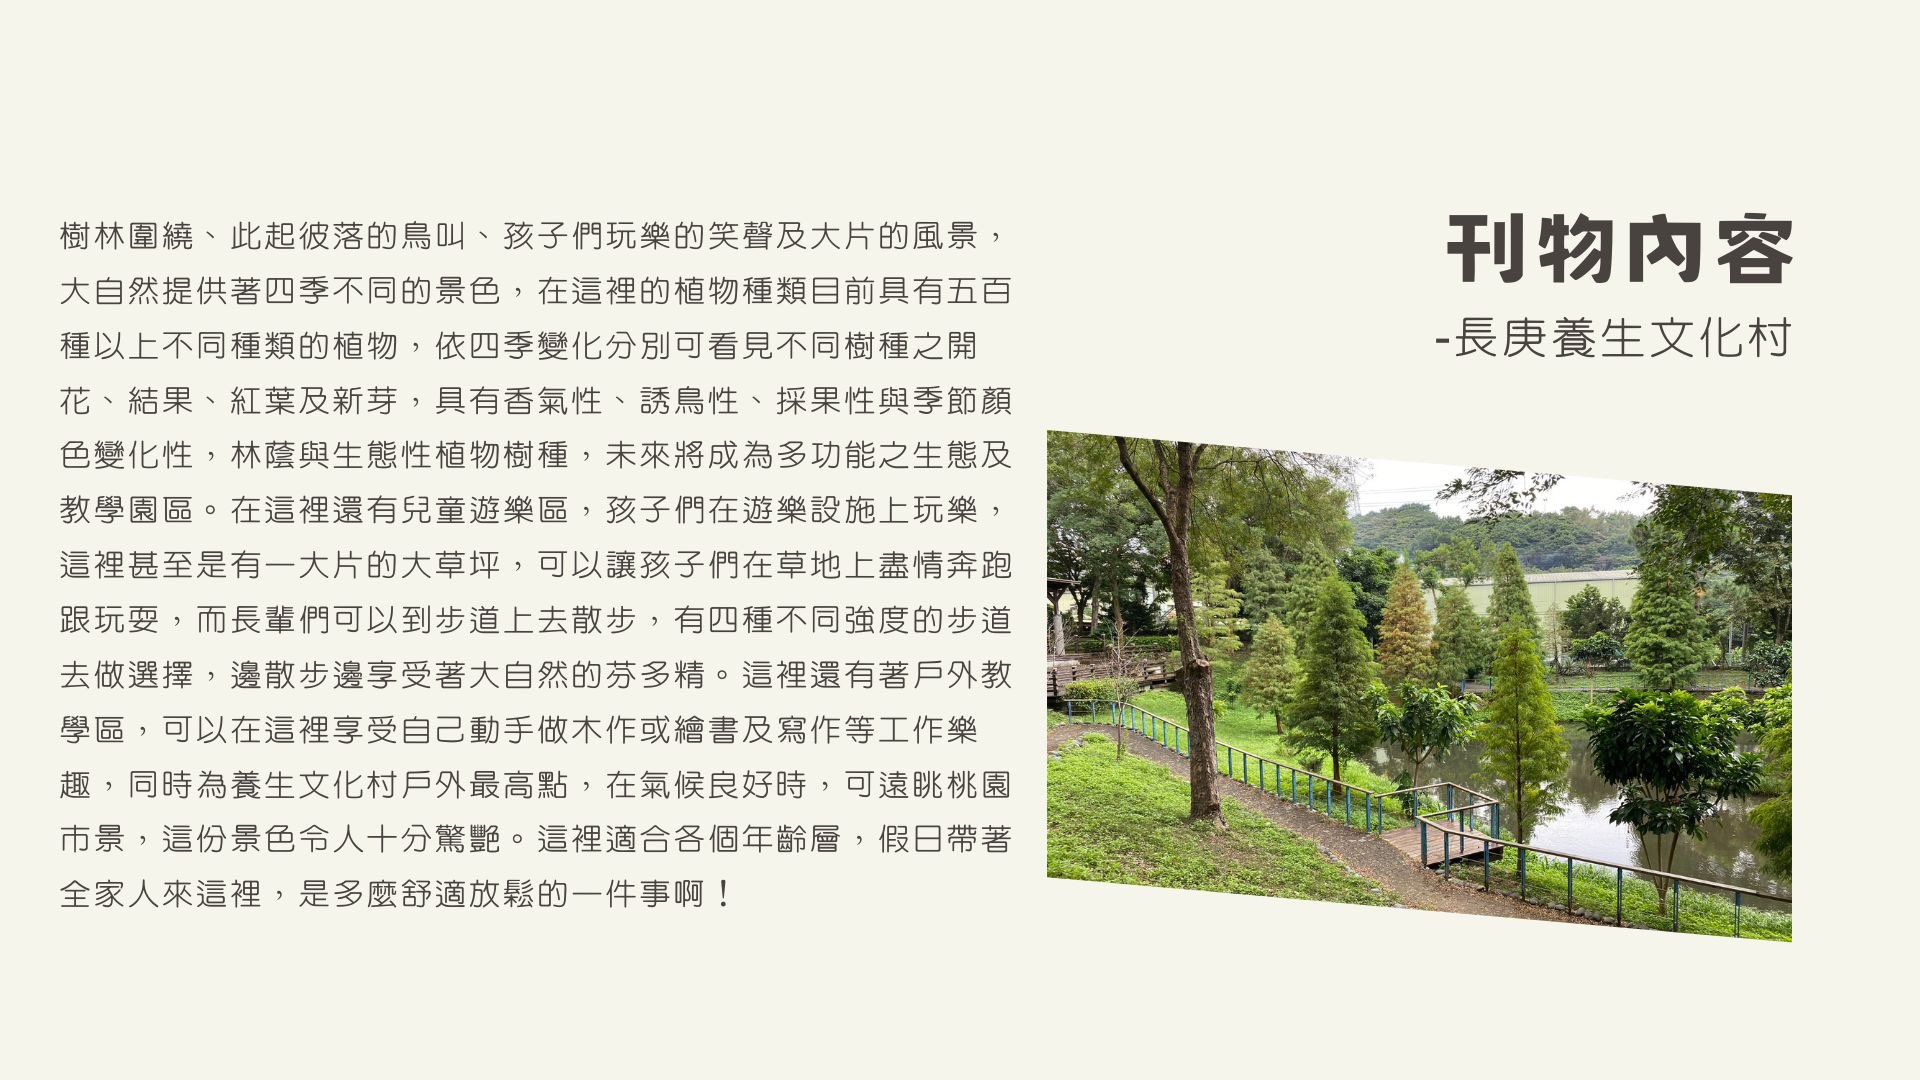 刊物內容
-長庚養生文化村
樹林圍繞、此起彼落的鳥叫、孩子們玩樂的笑聲及大片的風景，
大自然提供著四季不同的景色，在這裡的植物種類目前具有五百
種以上不同種類的植物，依四季變化分別可看見不同樹種之開
花、結果、紅葉及新芽，具有香氣性、誘鳥性、採果性與季節顏
色變化性，林蔭與生態性植物樹種，未來將成為多功能之生態及
教學園區。在這裡還有兒童遊樂區，孩子們在遊樂設施上玩樂，
這裡甚至是有一大片的大草坪，可以讓孩子們在草地上盡情奔跑
跟玩耍，而長輩們可以到步道上去散步，有四種不同強度的步道
去做選擇，邊散步邊享受著大自然的芬多精。這裡還有著戶外教
學區，可以在這裡享受自己動手做木作或繪書及寫作等工作樂
趣，同時為養生文化村戶外最高點，在氣候良好時，可遠眺桃園
市景，這份景色令人十分驚艷。這裡適合各個年齡層，假日帶著
全家人來這裡，是多麼舒適放鬆的一件事啊！